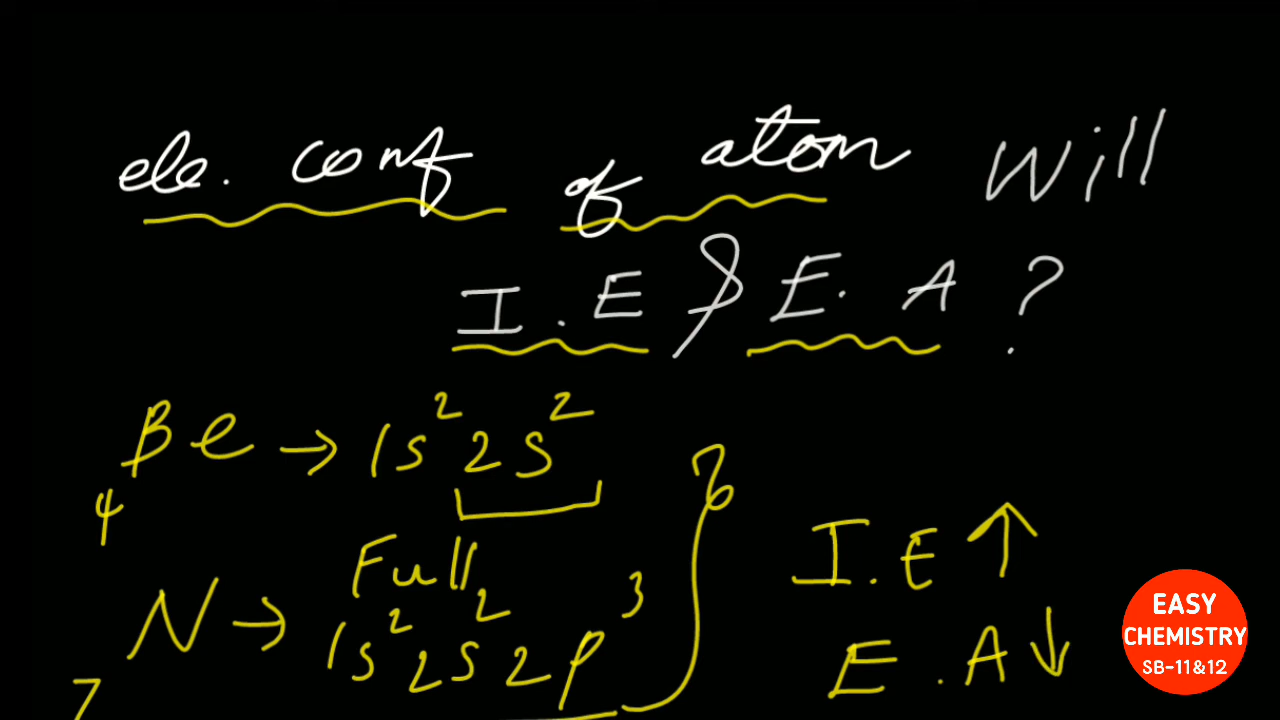 ele. conf of atom will
I.E & E.A ?
Be → 1s² 2s²
4
Full
N → 1s² 2s² 2p³
7
I.E ↑
E.A ↓
EASY
CHEMISTRY
SB-11&12